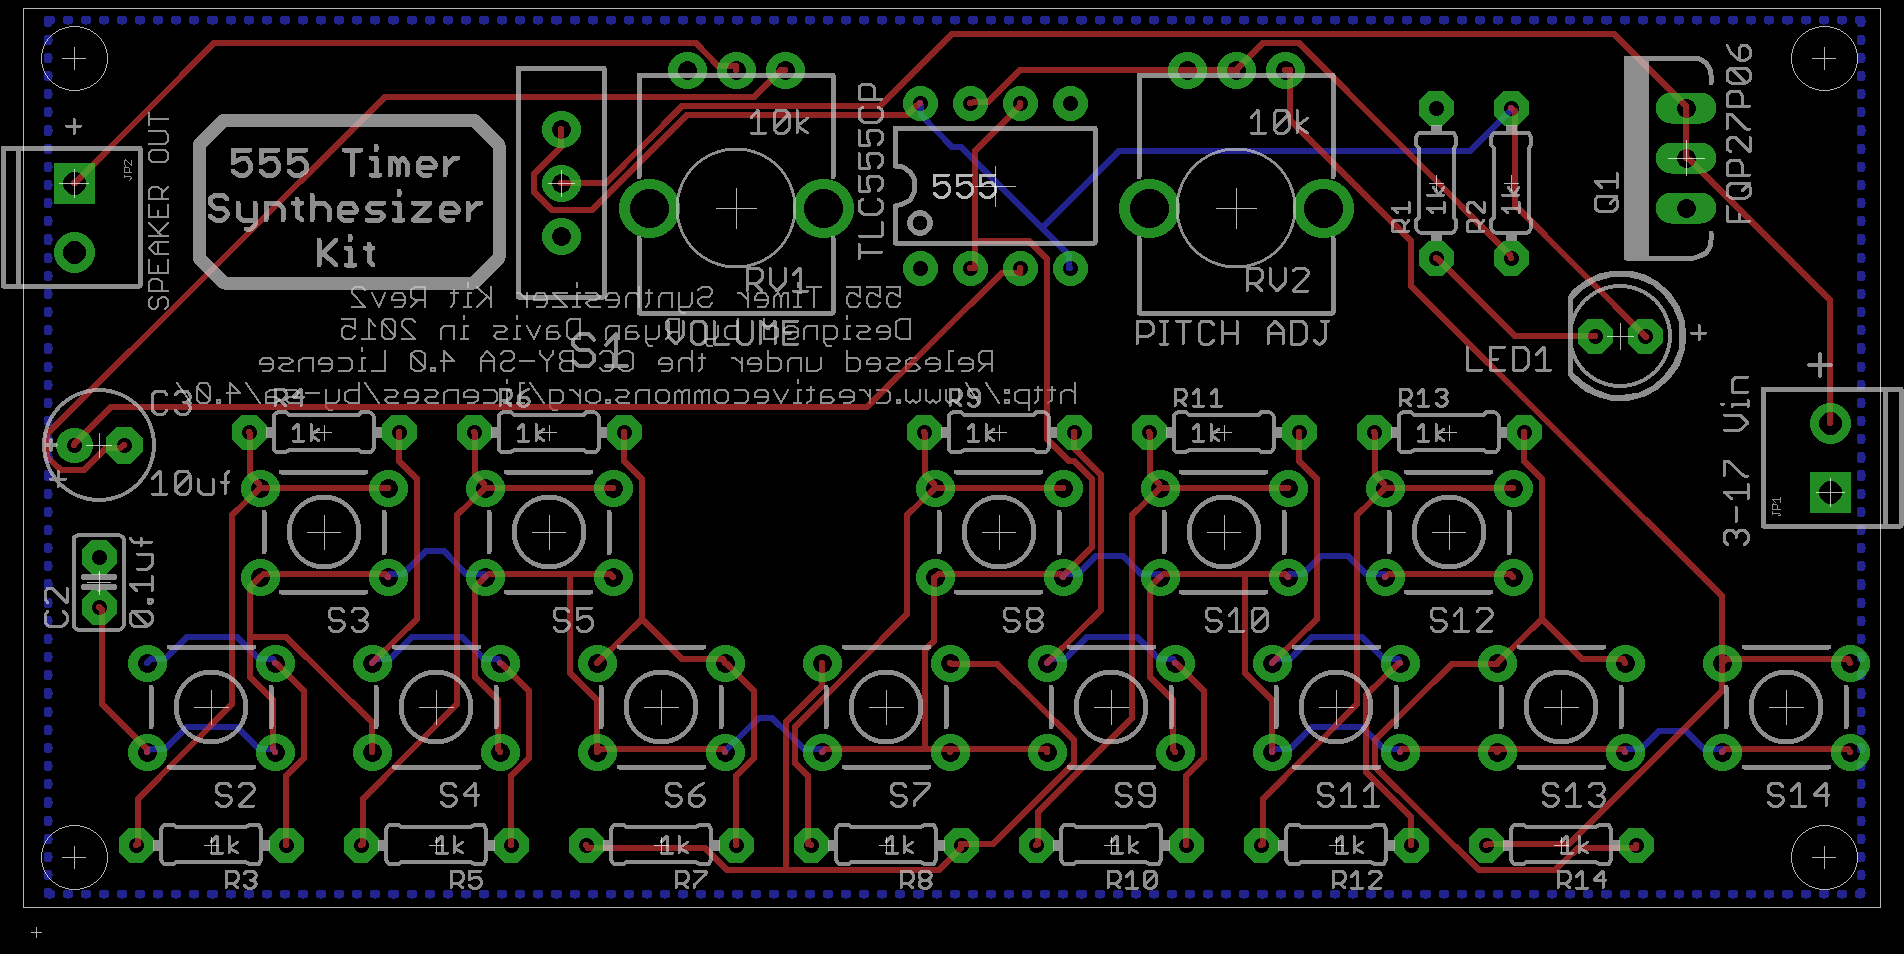 555 Timer
Synthesizer
Kit
+
SPEAKER OUT
JP2
10k
RV1
VOLUME
S1
TLC555CP
555
10k
RV2
PITCH ADJ
R1
1k
R2
1k
Q1
FQP27P06
LED1
+
+
3-17 Vin
JP1
555 Timer Synthesizer Kit Rev2
Designed by Ryan Davis in 2015
Released under the CC BY-SA 4.0 License
http://www.creativecommons.org/licenses/by-sa/4.0/
C3
10uf
+
+
C2
0.1uf
R4
1k
R6
1k
R9
1k
R11
1k
R13
1k
S3
S5
S8
S10
S12
S2
S4
S6
S7
S9
S11
S13
S14
1k
1k
1k
1k
1k
1k
1k
R3
R5
R7
R8
R10
R12
R14